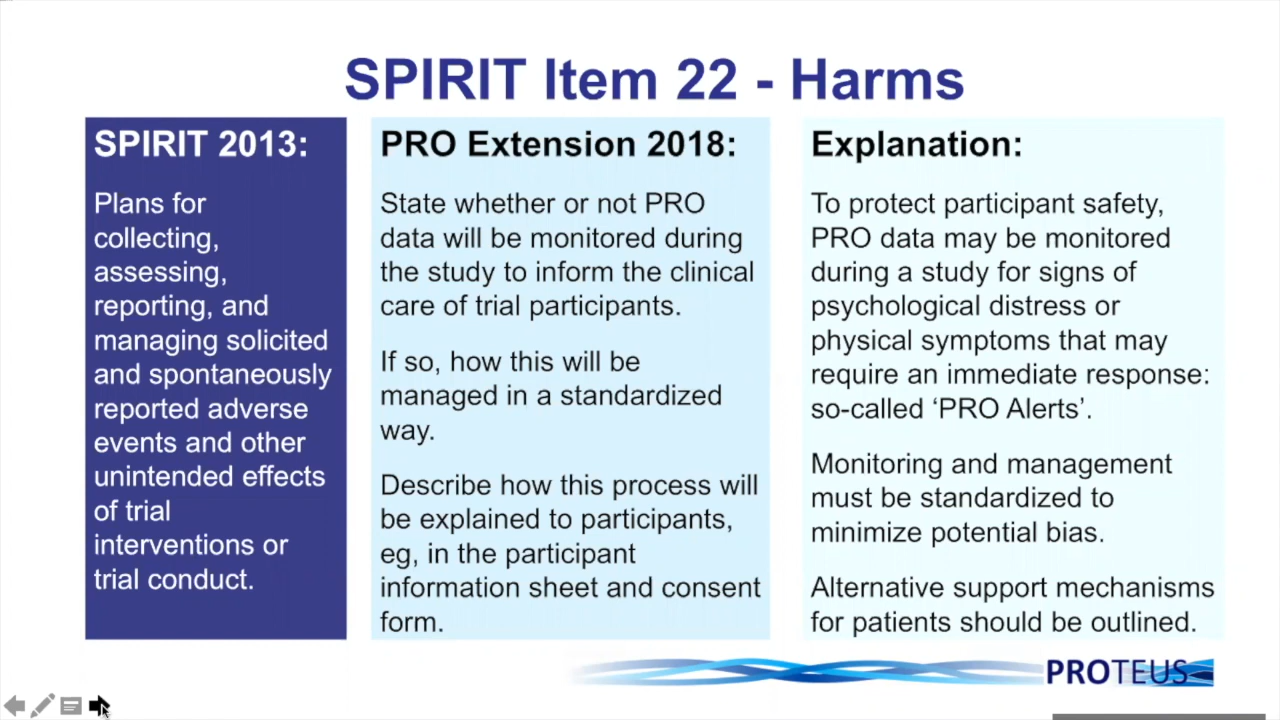 SPIRIT Item 22 - Harms
SPIRIT 2013:
Plans for
collecting,
assessing,
reporting, and
managing solicited
and spontaneously
reported adverse
events and other
unintended effects
of trial
interventions or
trial conduct.
PRO Extension 2018:
State whether or not PRO
data will be monitored during
the study to inform the clinical
care of trial participants.
If so, how this will be
managed in a standardized
way.
Describe how this process will
be explained to participants,
eg, in the participant
information sheet and consent
form.
Explanation:
To protect participant safety,
PRO data may be monitored
during a study for signs of
psychological distress or
physical symptoms that may
require an immediate response:
so-called ‘PRO Alerts’.
Monitoring and management
must be standardized to
minimize potential bias.
Alternative support mechanisms
for patients should be outlined.
PROTEUS